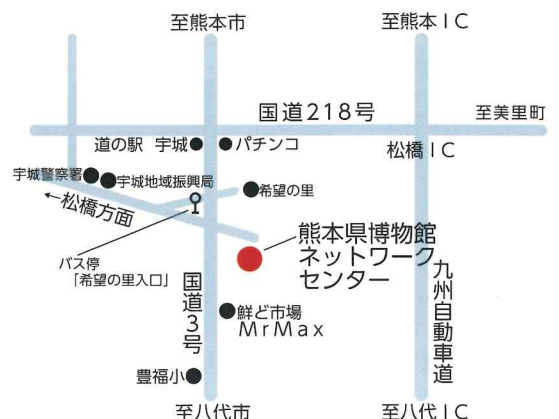 至熊本市
至熊本IC
国道218号
至美里町
道の駅 宇城
パチンコ
松橋IC
宇城警察署
宇城地域振興局
希望の里
←松橋方面
バス停
「希望の里入口」
熊本県博物館
ネットワーク
センター
国道3号
九州自動車道
鮮ど市場
MrMax
豊福小
至八代市
至八代IC